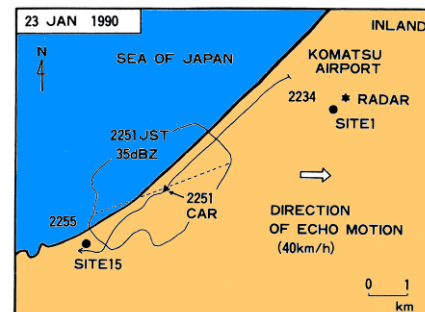 23 JAN 1990
INLAND
N
SEA OF JAPAN
KOMATSU
AIRPORT
2234
RADAR
SITE1
2251JST
35dBZ
2251
CAR
2255
SITE15
DIRECTION
OF ECHO MOTION
(40km/h)
0 1
km